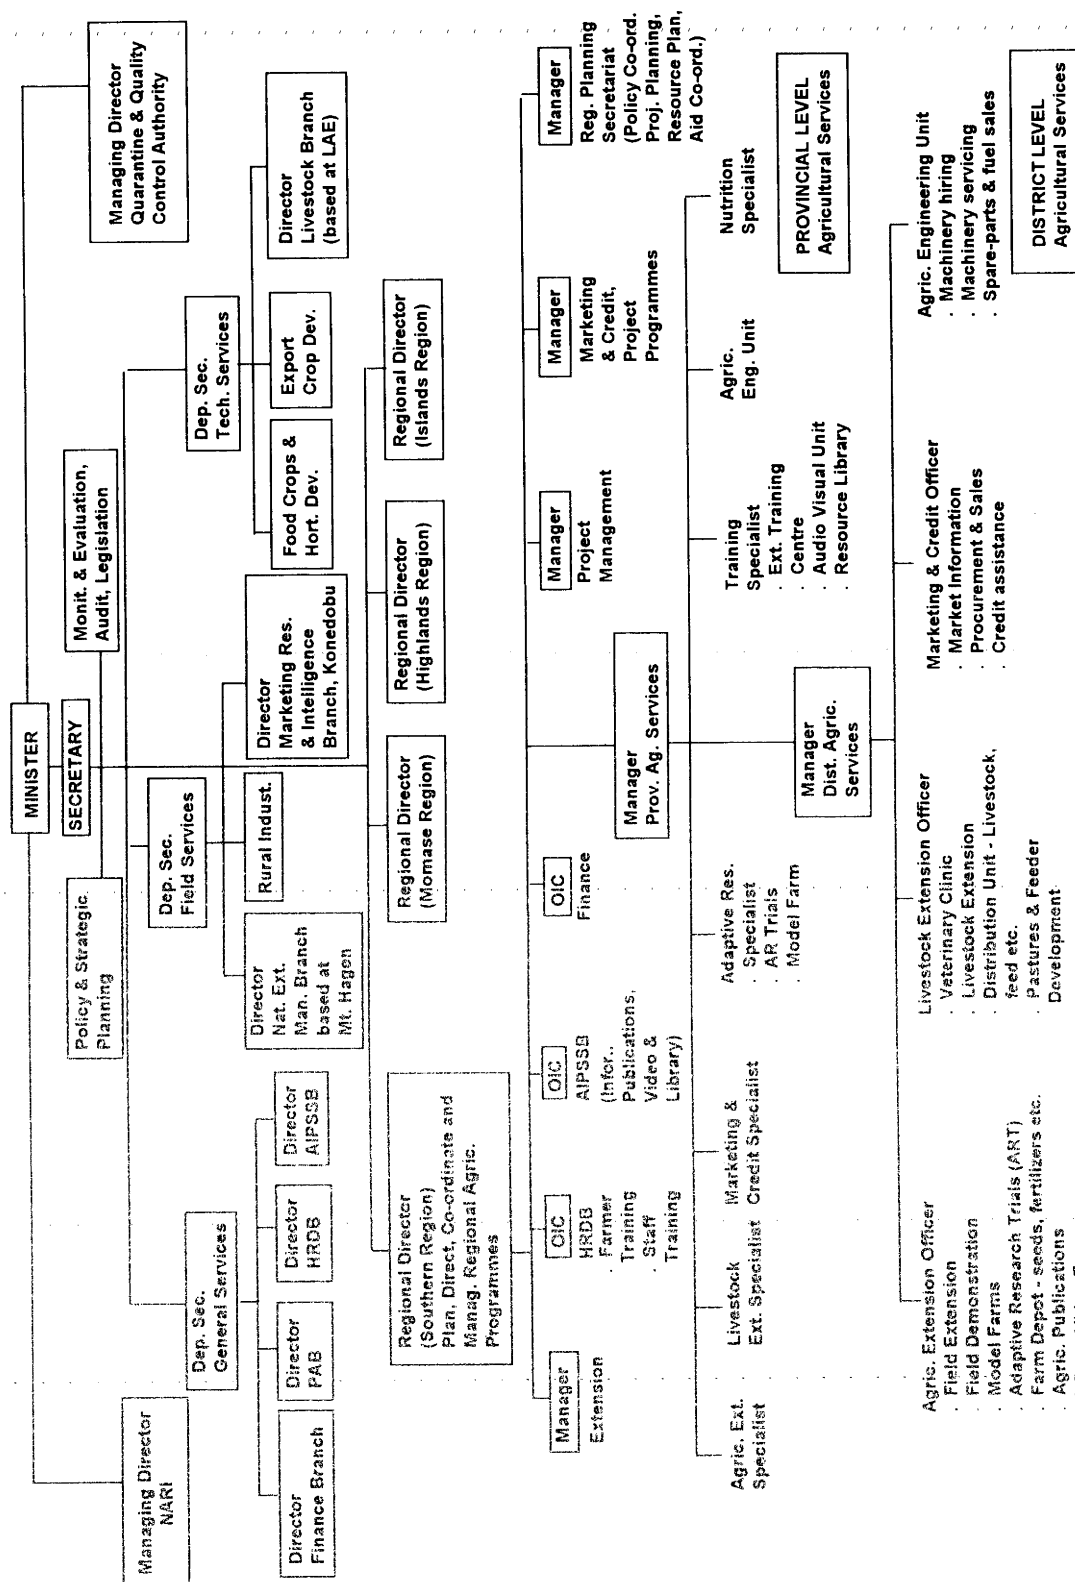 MINISTER
SECRETARY
Managing Director
NARI
Managing Director
Quarantine & Quality
Control Authority
Policy & Strategic
Planning
Monit. & Evaluation,
Audit, Legislation
Dep. Sec.
General Services
Dep. Sec.
Field Services
Dep. Sec.
Tech. Services
Director
Finance Branch
Director
PAB
Director
HRDB
Director
AIPSSB
Director
Nat. Ext.
Man. Branch
based at
Mt. Hagen
Rural Indust.
Director
Marketing Res.
& Intelligence
Branch, Konedobu
Food Crops &
Hort. Dev.
Export
Crop Dev.
Director
Livestock Branch
(based at LAE)
Regional Director
(Southern Region)
Plan, Direct, Co-ordinate and
Manag. Regional Agric.
Programmes
Regional Director
(Momase Region)
Regional Director
(Highlands Region)
Regional Director
(Islands Region)
Manager
Extension
OIC
HRDB
. Farmer
Training
. Staff
Training
OIC
AIPSSB
(Infor..
Publications,
Video &
Library)
OIC
Finance
Manager
Project
Management
Manager
Marketing
& Credit,
Project
Programmes
Manager
Reg. Planning
Secretariat
(Policy Co-ord.
Proj. Planning,
Resource Plan,
Aid Co-ord.)
Manager
Prov. Ag. Services
Agric. Ext.
Specialist
Livestock
Ext. Specialist
Marketing &
Credit Specialist
Adaptive Res.
. Specialist
. AR Trials
. Model Farm
Training
Specialist
. Ext. Training
. Centre
. Audio Visual Unit
. Resource Library
Agric.
Eng. Unit
Nutrition
Specialist
PROVINCIAL LEVEL
Agricultural Services
Manager
Dist. Agric.
Services
Agric. Extension Officer
. Field Extension
. Field Demonstration
. Model Farms
. Adaptive Research Trials (ART)
. Farm Depot - seeds, fertilizers etc.
. Agric. Publications
Livestock Extension Officer
. Veterinary Clinic
. Livestock Extension
. Distribution Unit - Livestock,
feed etc.
. Pastures & Feeder
Development
Marketing & Credit Officer
. Market Information
. Procurement & Sales
. Credit assistance
Agric. Engineering Unit
. Machinery hiring
. Machinery servicing
. Spare-parts & fuel sales
DISTRICT LEVEL
Agricultural Services